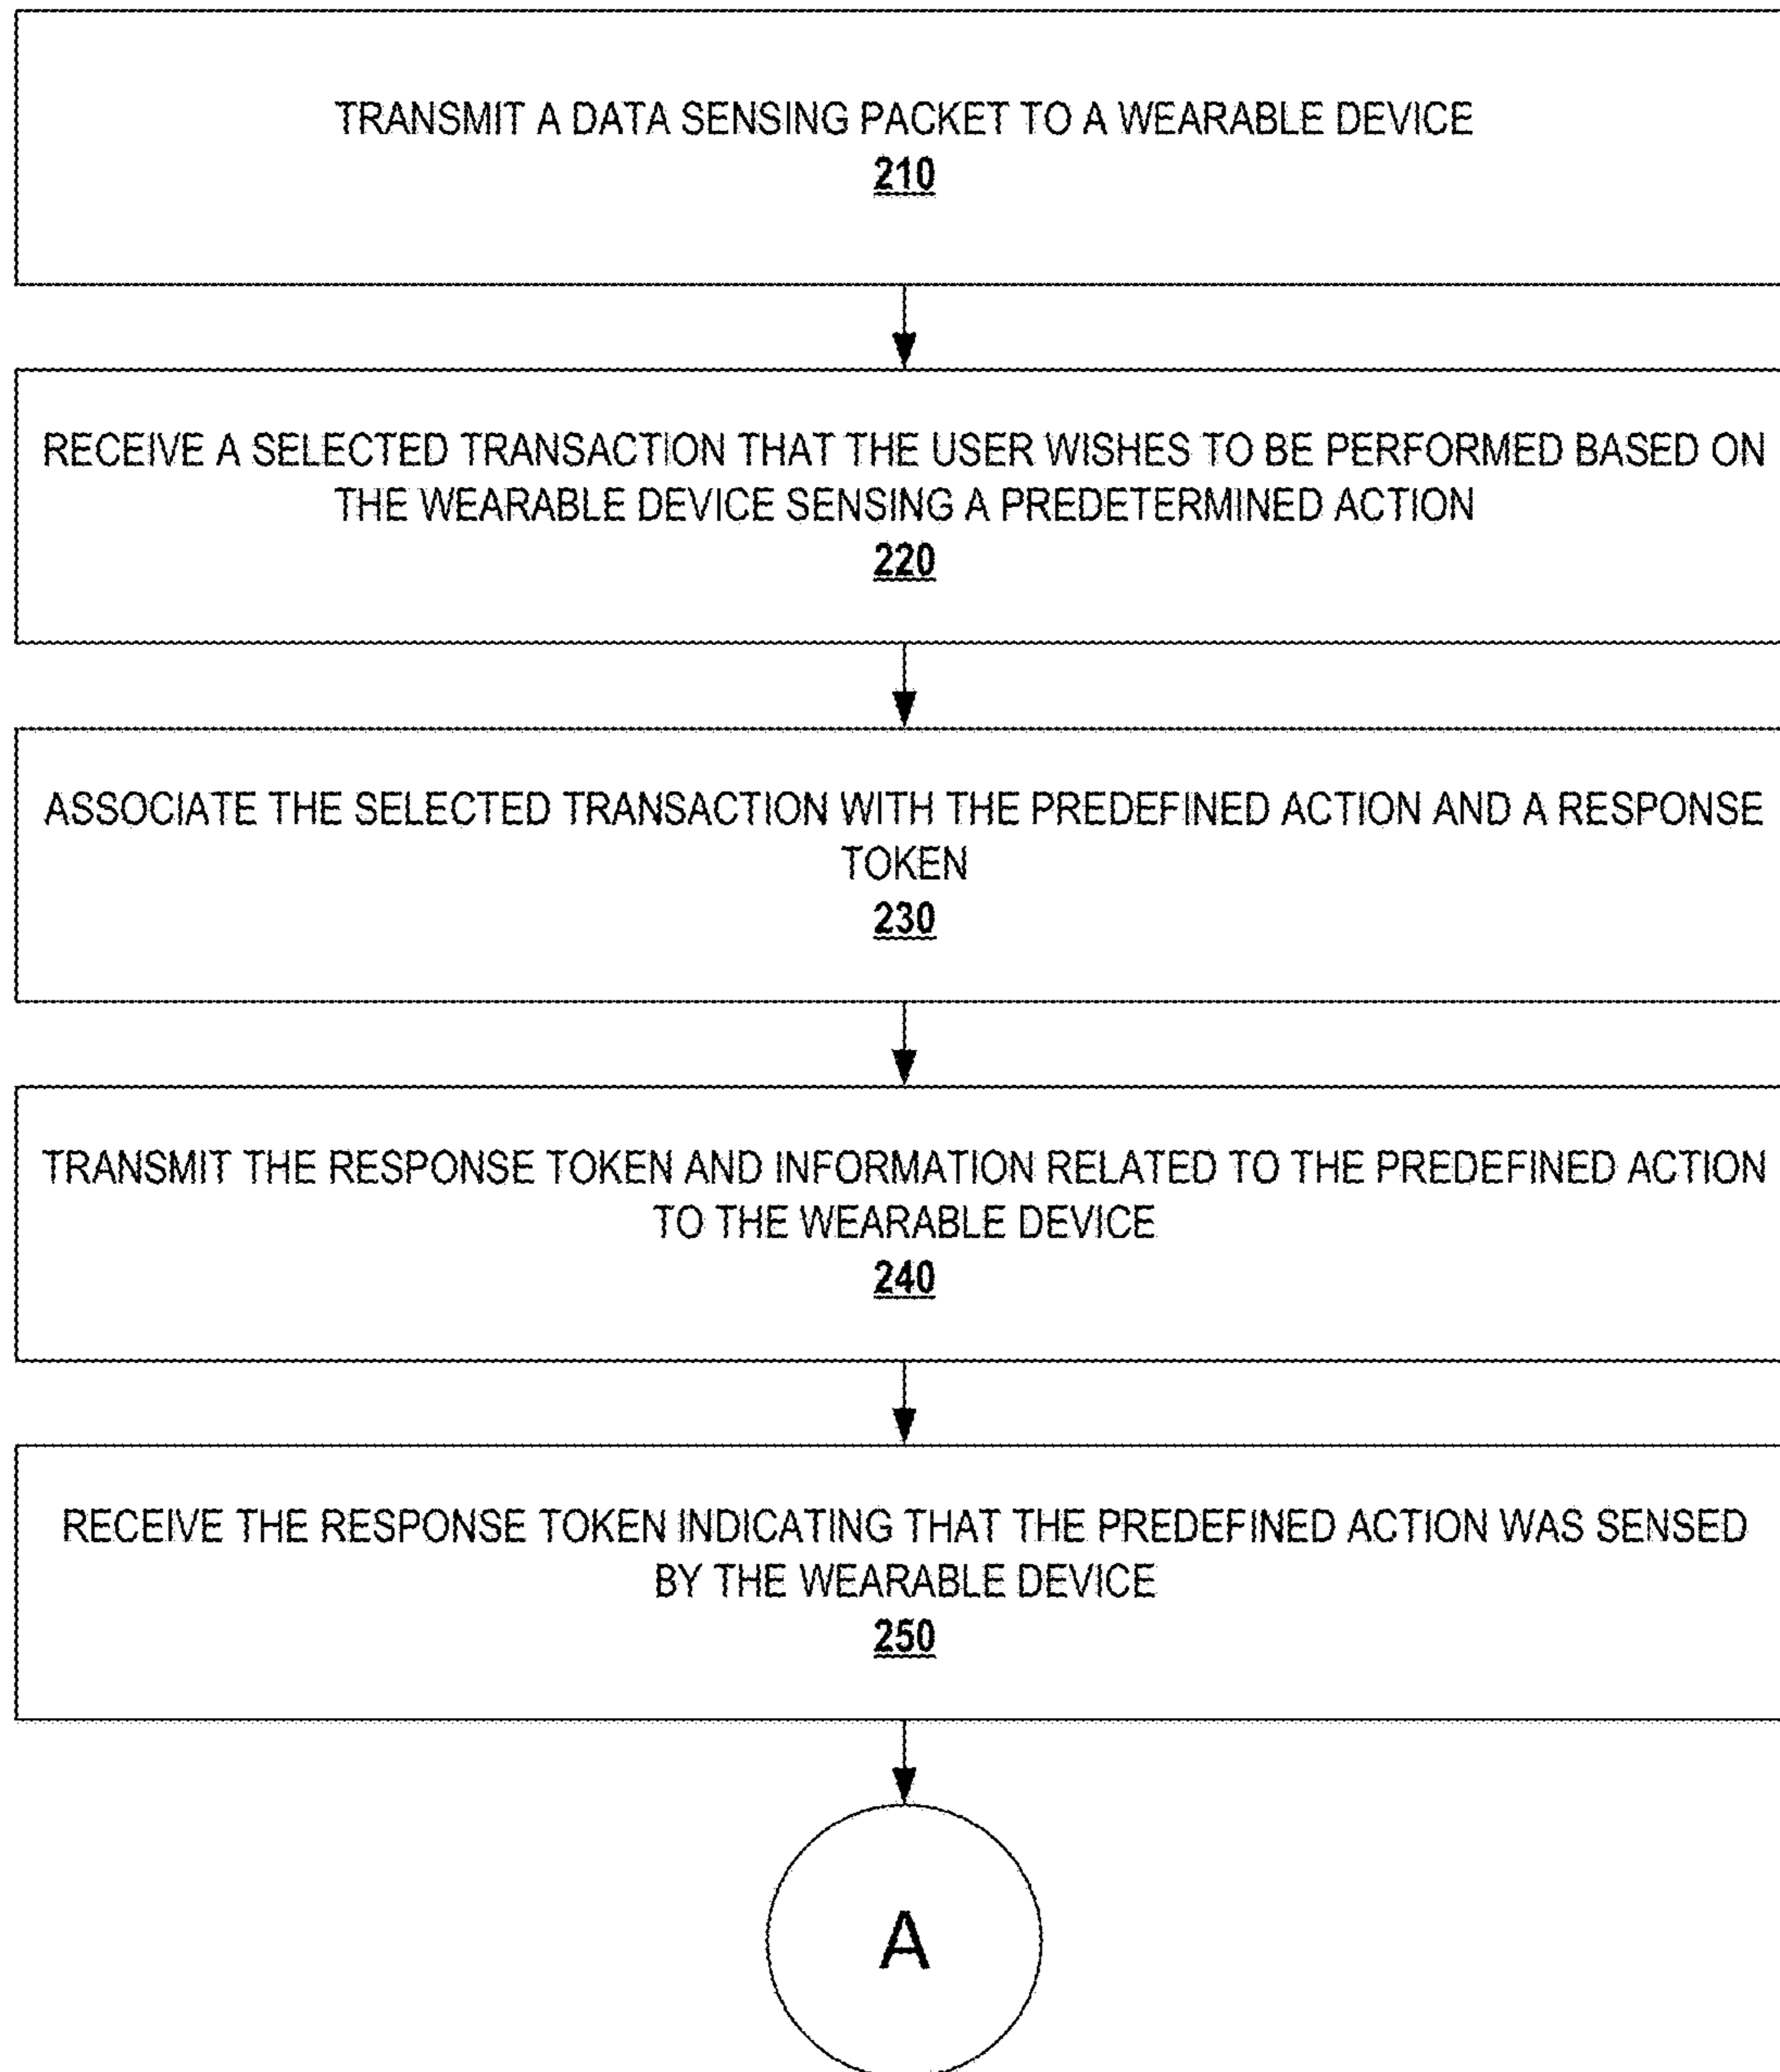 TRANSMIT A DATA SENSING PACKET TO A WEARABLE DEVICE
210
RECEIVE A SELECTED TRANSACTION THAT THE USER WISHES TO BE PERFORMED BASED ON
THE WEARABLE DEVICE SENSING A PREDETERMINED ACTION
220
ASSOCIATE THE SELECTED TRANSACTION WITH THE PREDEFINED ACTION AND A RESPONSE
TOKEN
230
TRANSMIT THE RESPONSE TOKEN AND INFORMATION RELATED TO THE PREDEFINED ACTION
TO THE WEARABLE DEVICE
240
RECEIVE THE RESPONSE TOKEN INDICATING THAT THE PREDEFINED ACTION WAS SENSED
BY THE WEARABLE DEVICE
250
A